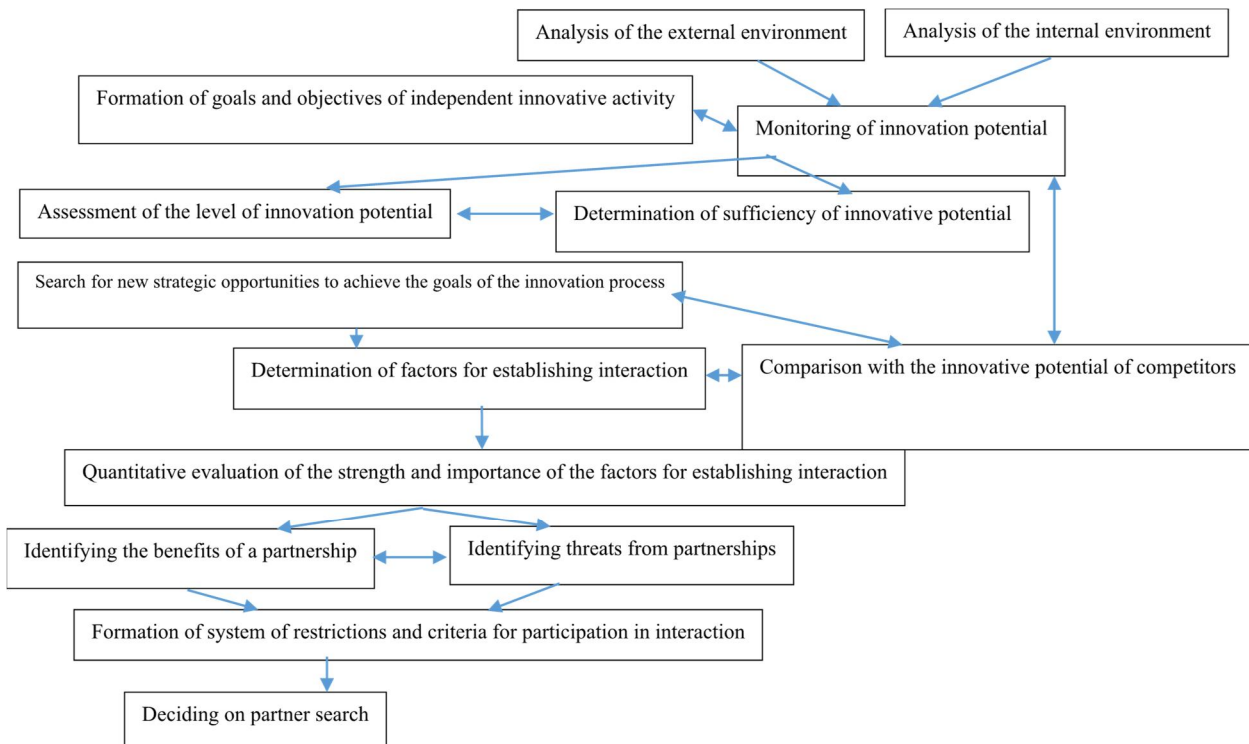 Analysis of the external environment
Analysis of the internal environment
Formation of goals and objectives of independent innovative activity
Monitoring of innovation potential
Assessment of the level of innovation potential
Determination of sufficiency of innovative potential
Search for new strategic opportunities to achieve the goals of the innovation process
Determination of factors for establishing interaction
Comparison with the innovative potential of competitors
Quantitative evaluation of the strength and importance of the factors for establishing interaction
Identifying the benefits of a partnership
Identifying threats from partnerships
Formation of system of restrictions and criteria for participation in interaction
Deciding on partner search